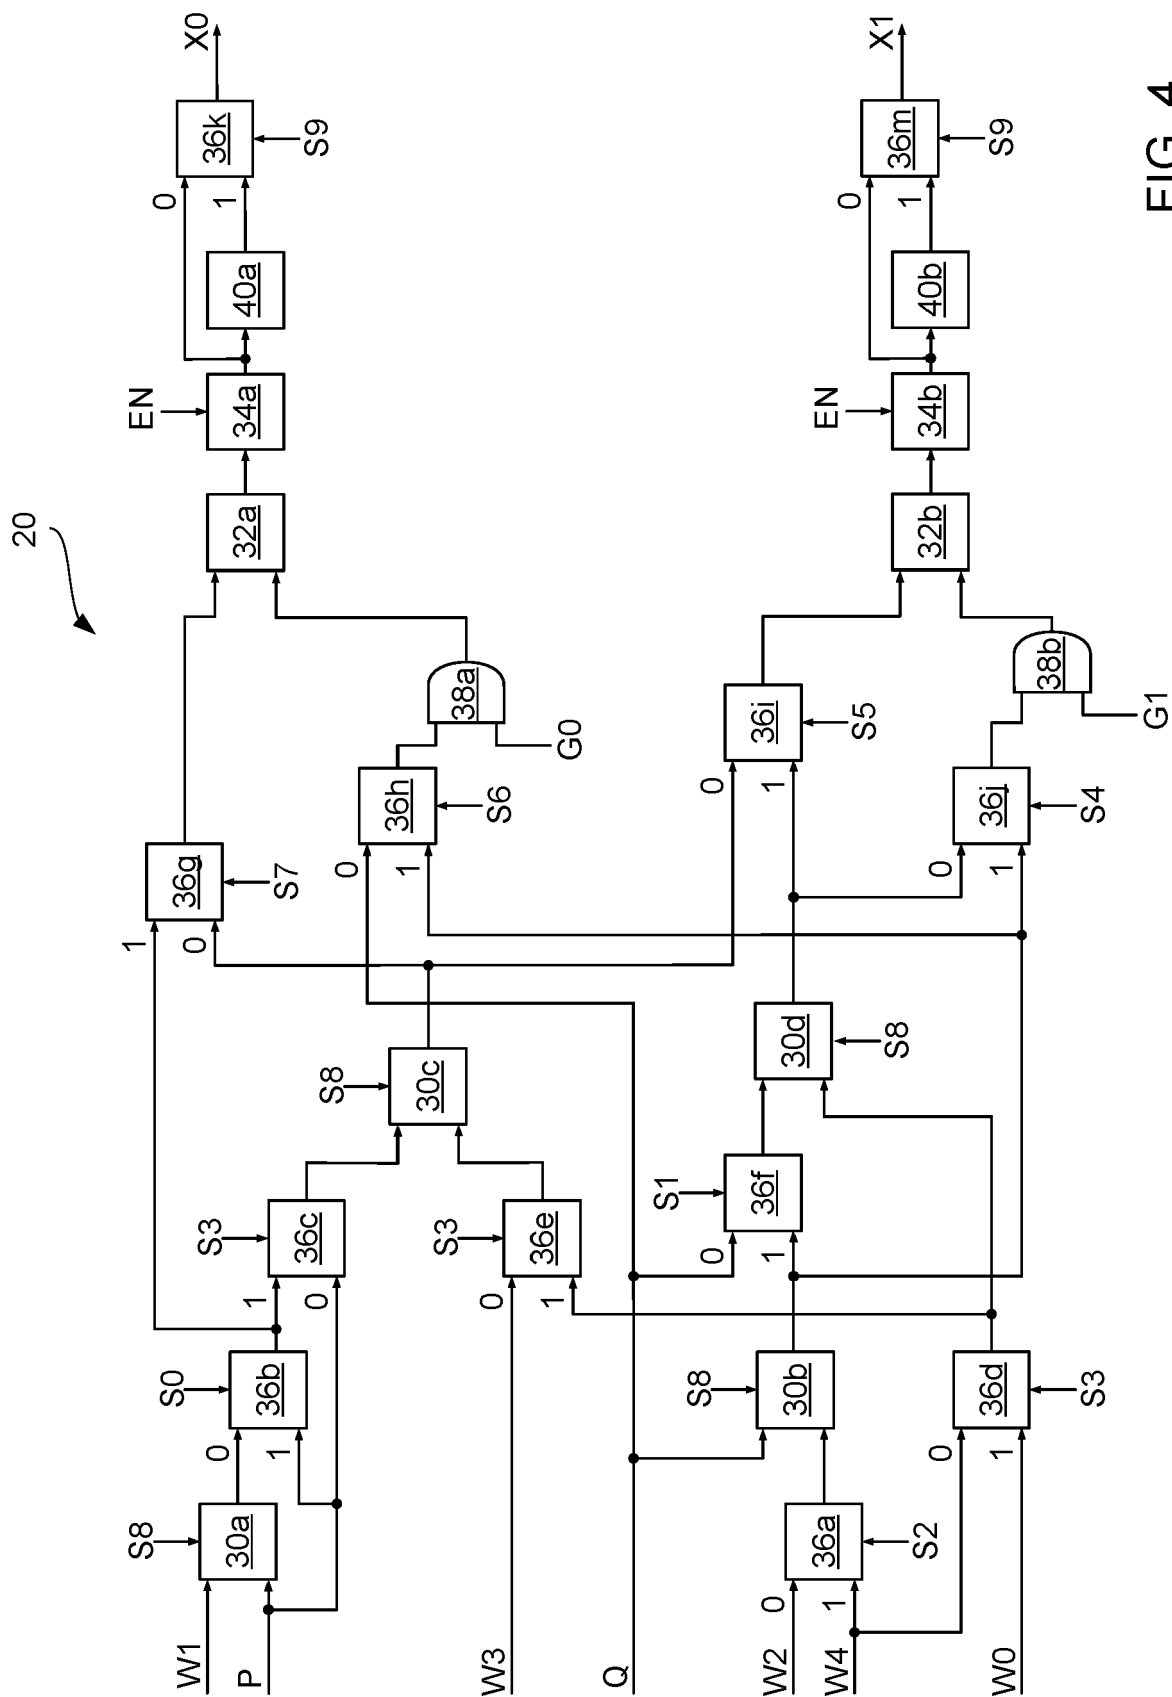 FIG. 4
20
X0
X1
36k
S9
36m
S9
0
1
0
1
40a
40b
EN
34a
EN
34b
32a
32b
38a
G0
38b
G1
36i
S5
36h
S6
36j
S4
36g
S7
0
1
0
1
0
1
1
0
30d
S8
S8
30c
S1
36f
S3
36c
S3
36e
0
1
1
0
0
1
S0
36b
S8
30b
36d
S3
0
1
0
1
S8
30a
36a
S2
0
1
W1
P
W3
Q
W2
W4
W0